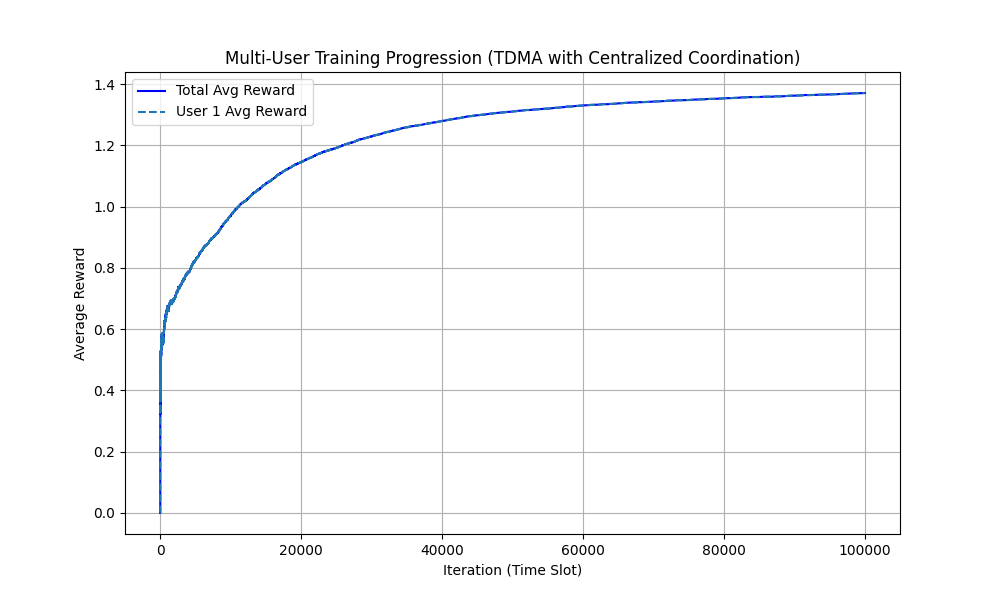 Multi-User Training Progression (TDMA with Centralized Coordination)
Total Avg Reward
User 1 Avg Reward
Average Reward
1.4
1.2
1.0
0.8
0.6
0.4
0.2
0.0
0 20000 40000 60000 80000 100000
Iteration (Time Slot)